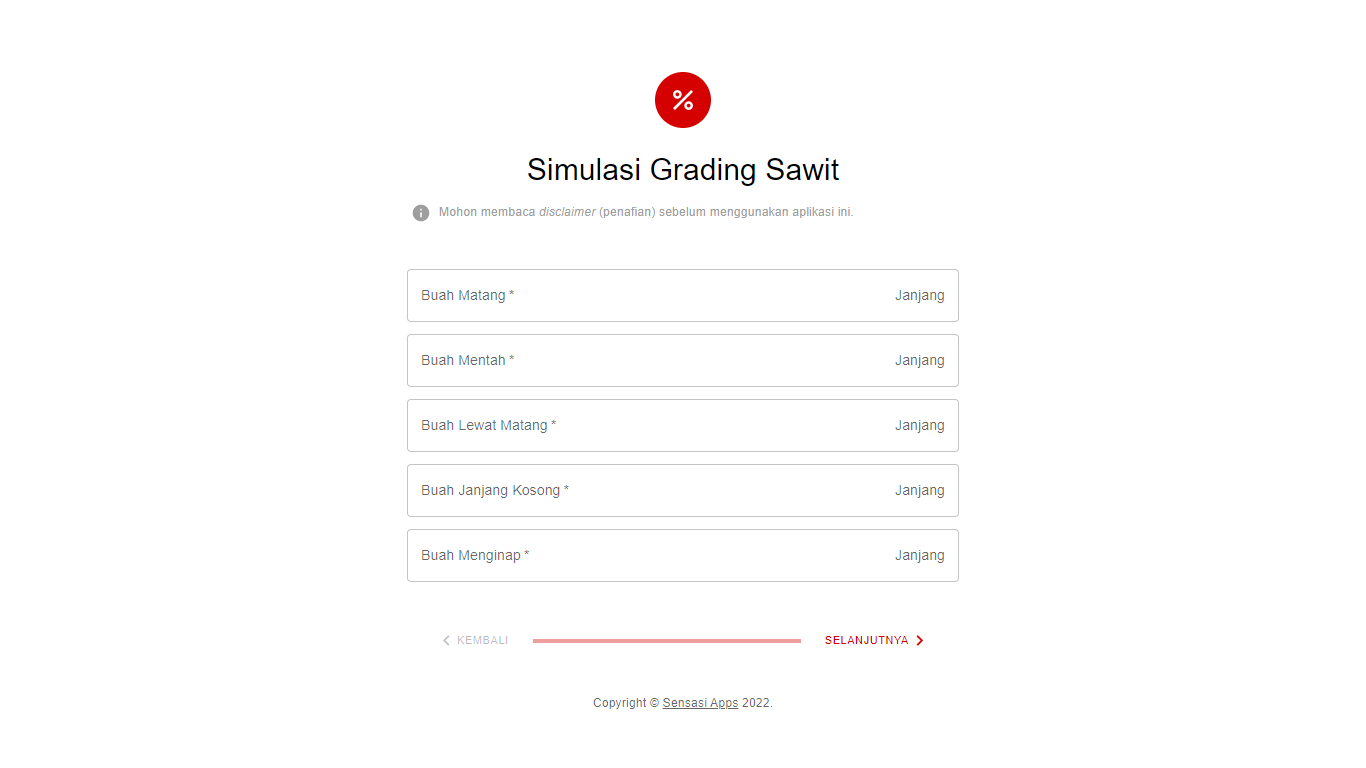 %
Simulasi Grading Sawit
Mohon membaca disclaimer (penafian) sebelum menggunakan aplikasi ini.
Buah Matang * Janjang
Buah Mentah * Janjang
Buah Lewat Matang * Janjang
Buah Janjang Kosong * Janjang
Buah Menginap * Janjang
KEMBALI SELANJUTNYA
Copyright © Sensasi Apps 2022.